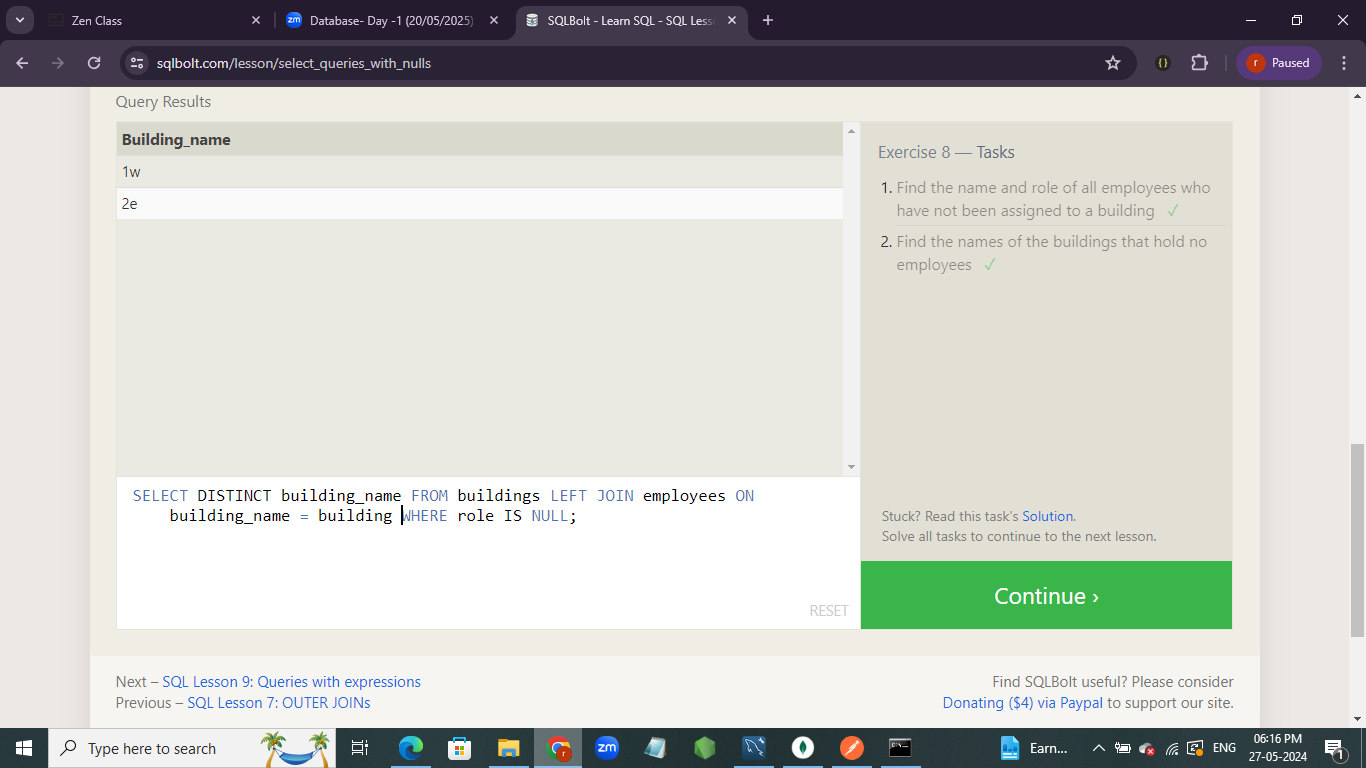 Zen Class
Database- Day -1 (20/05/2025)
SQLBolt - Learn SQL - SQL Less
sqlbolt.com/lesson/select_queries_with_nulls
r Paused
Query Results
Building_name
1w
2e
Exercise 8 — Tasks
1. Find the name and role of all employees who
have not been assigned to a building ✓
2. Find the names of the buildings that hold no
employees ✓
SELECT DISTINCT building_name FROM buildings LEFT JOIN employees ON
building_name = building WHERE role IS NULL;
RESET
Stuck? Read this task's Solution.
Solve all tasks to continue to the next lesson.
Continue ›
Next – SQL Lesson 9: Queries with expressions
Previous – SQL Lesson 7: OUTER JOINs
Find SQLBolt useful? Please consider
Donating ($4) via Paypal to support our site.
Type here to search
zm
Earn...
ENG
06:16 PM
27-05-2024
1